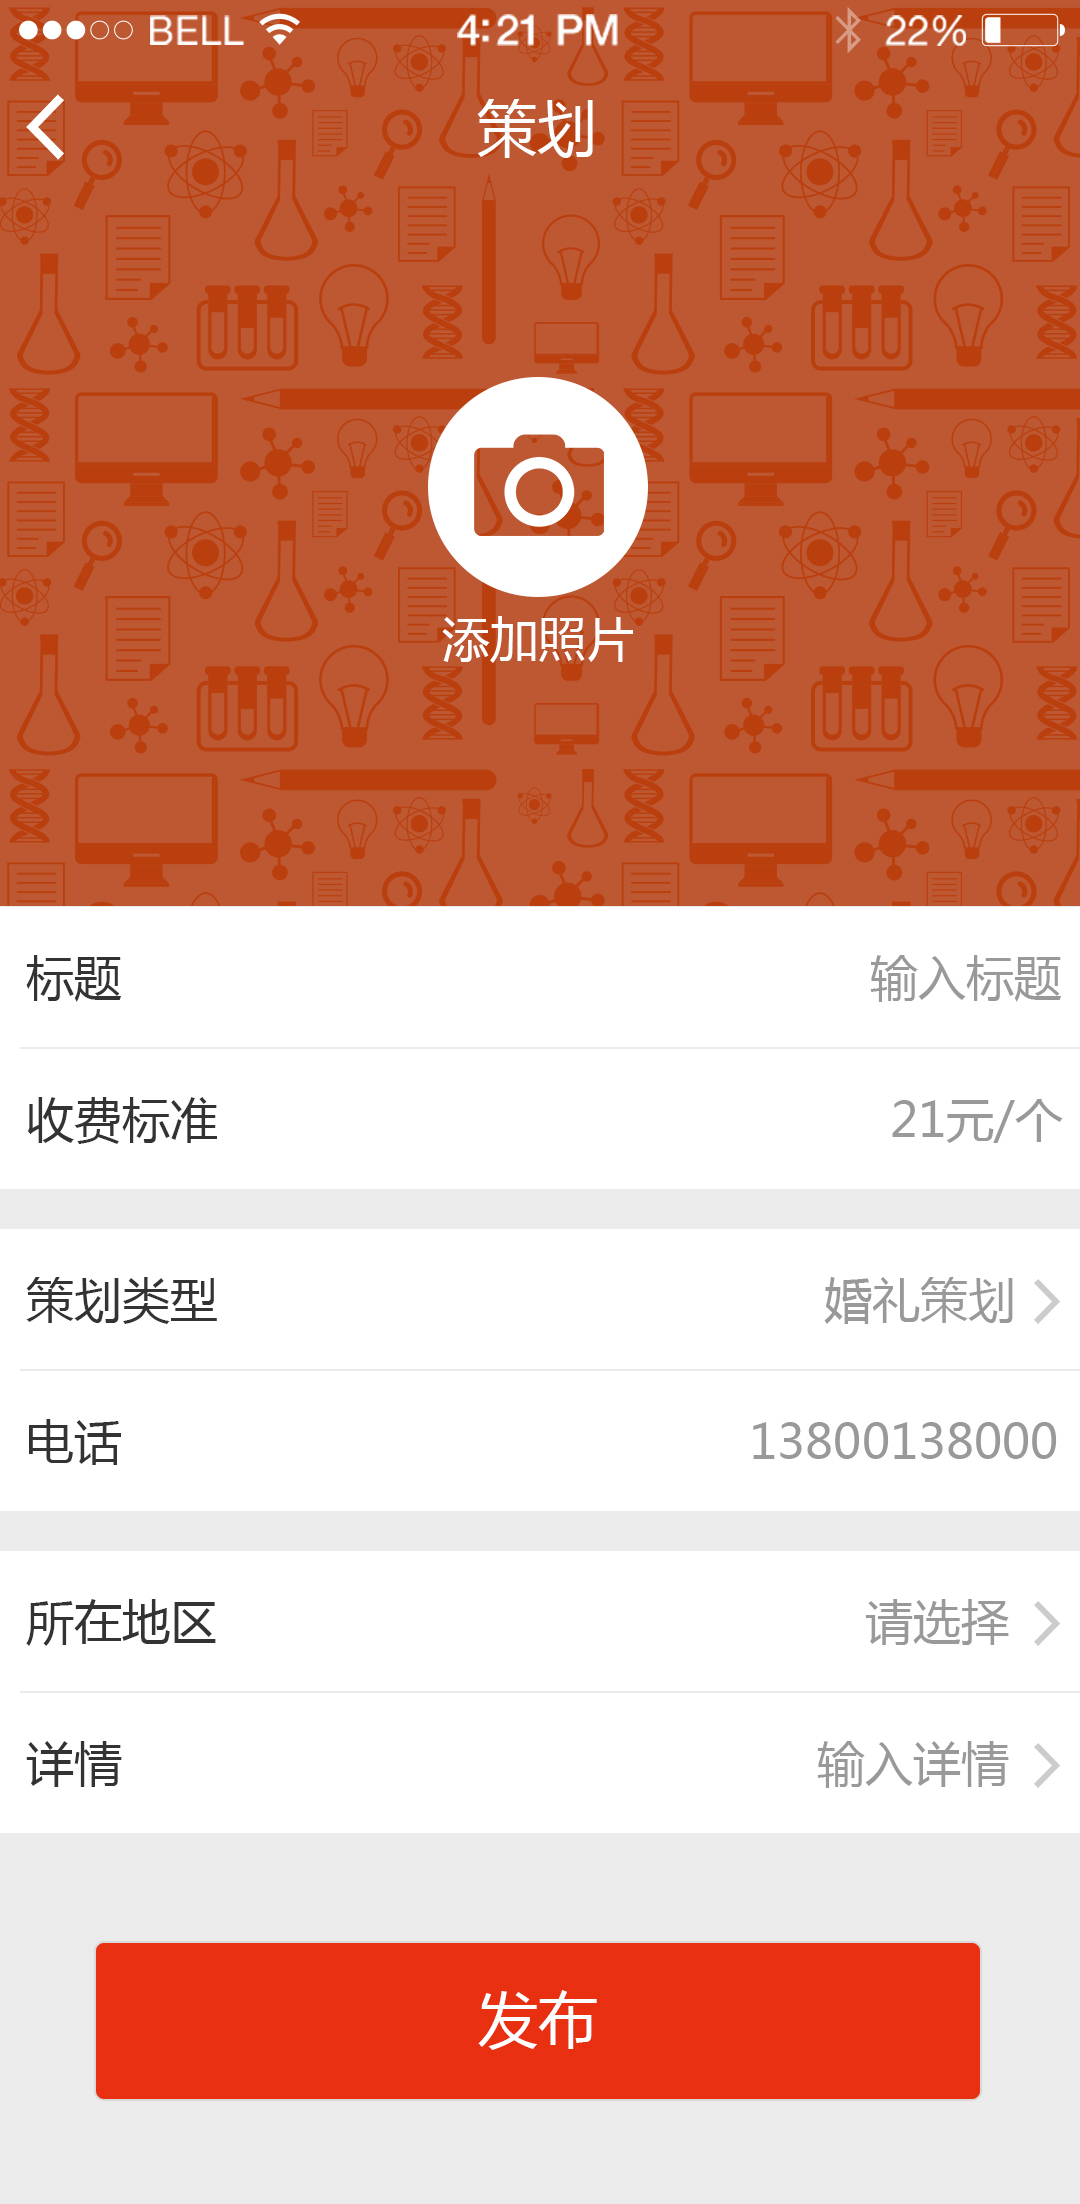 BELL 4:21 PM 22%
策划
添加照片
标题 输入标题
收费标准 21元/个
策划类型 婚礼策划
电话 13800138000
所在地区 请选择
详情 输入详情
发布